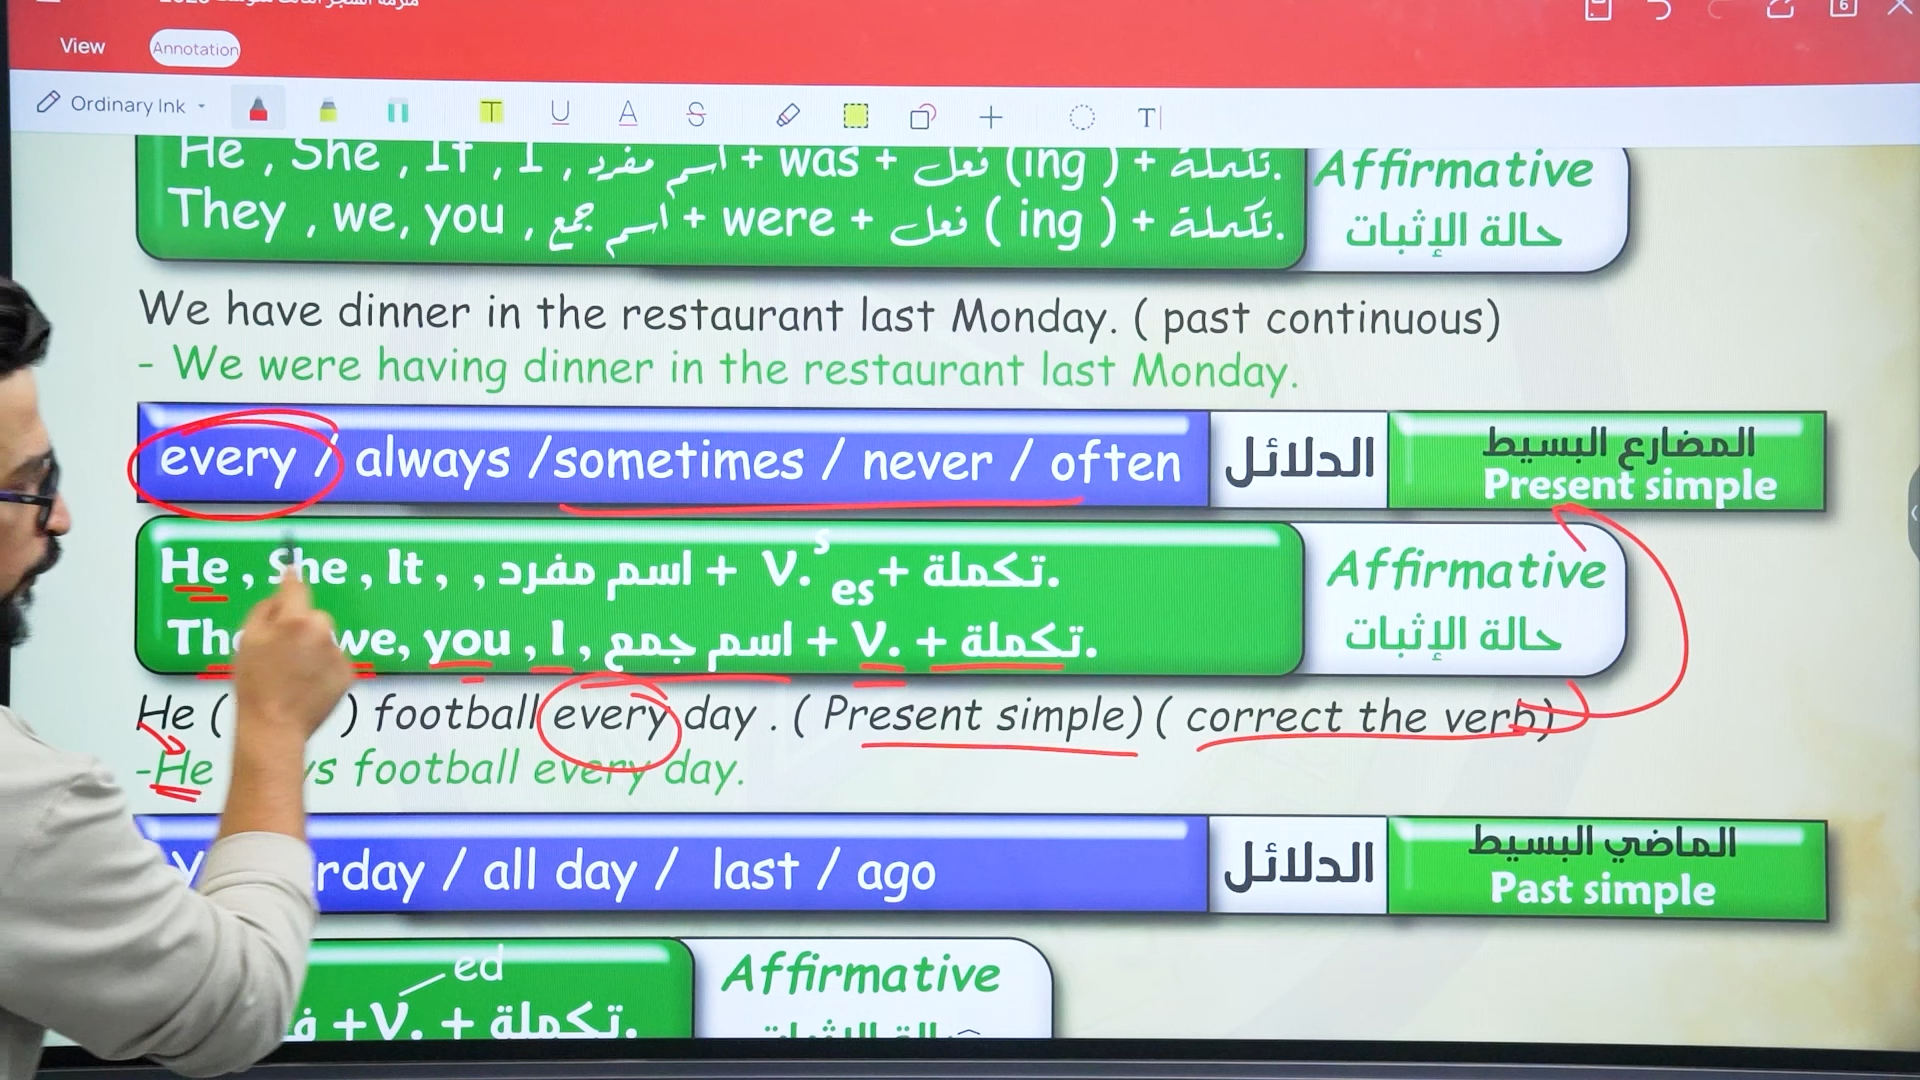 View Annotation
Ordinary Ink
He , She , It , I , اسم مفرد + was + فعل (ing ) + تكملة.
They , we, you , اسم جمع + were + فعل ( ing ) + تكملة.
Affirmative
حالة الإثبات
We have dinner in the restaurant last Monday. ( past continuous)
- We were having dinner in the restaurant last Monday.
every / always /sometimes / never / often
الدلائل
المضارع البسيط
Present simple
He , She , It , , اسم مفرد + V. s es + تكملة.
we, you , I , اسم جمع + V. + تكملة.
Affirmative
حالة الإثبات
He ( ) football every day . ( Present simple) ( correct the verb)
-He football every day.
/ all day / last / ago
الدلائل
الماضي البسيط
Past simple
ed
+V. + تكملة.
Affirmative